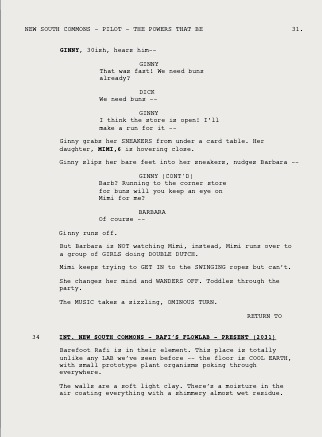 NEW SOUTH COMMONS - PILOT - THE POWERS THAT BE 31.
GINNY, 30ish, hears him--
GINNY
That was fast! We need buns
already?
DICK
We need buns --
GINNY
I think the store is open! I'll
make a run for it --
Ginny grabs her SNEAKERS from under a card table. Her
daughter, MIMI,6 is hovering close.
Ginny slips her bare feet into her sneakers, nudges Barbara --
GINNY (CONT'D)
Barb? Running to the corner store
for buns will you keep an eye on
Mimi for me?
BARBARA
Of course --
Ginny runs off.
But Barbara is NOT watching Mimi, instead, Mimi runs over to
a group of GIRLS doing DOUBLE DUTCH.
Mimi keeps trying to GET IN to the SWINGING ropes but can't.
She changes her mind and WANDERS OFF. Toddles through the
party.
The MUSIC takes a sizzling, OMINOUS TURN.
RETURN TO
34 INT. NEW SOUTH COMMONS - RAFI'S FLOWLAB - PRESENT (2031)
Barefoot Rafi is in their element. This place is totally
unlike any LAB we've seen before -- the floor is COOL EARTH,
with small prototype plant organisms poking through
everywhere.
The walls are a soft light clay. There's a moisture in the
air coating everything with a shimmery almost wet residue.